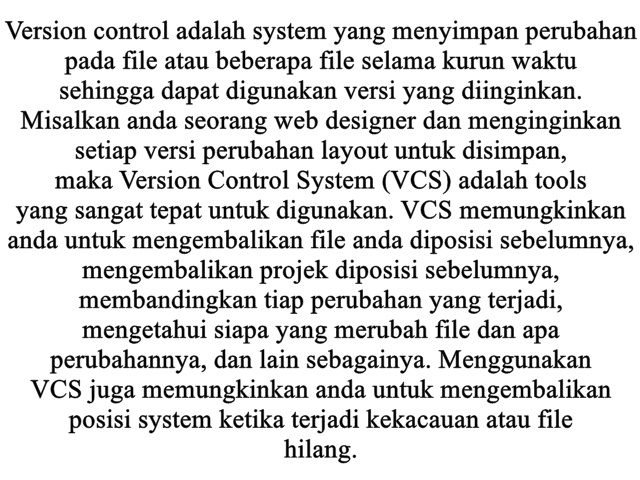 Version control adalah system yang menyimpan perubahan
pada file atau beberapa file selama kurun waktu
sehingga dapat digunakan versi yang diinginkan.
Misalkan anda seorang web designer dan menginginkan
setiap versi perubahan layout untuk disimpan,
maka Version Control System (VCS) adalah tools
yang sangat tepat untuk digunakan. VCS memungkinkan
anda untuk mengembalikan file anda diposisi sebelumnya,
mengembalikan projek diposisi sebelumnya,
membandingkan tiap perubahan yang terjadi,
mengetahui siapa yang merubah file dan apa
perubahannya, dan lain sebagainya. Menggunakan
VCS juga memungkinkan anda untuk mengembalikan
posisi system ketika terjadi kekacauan atau file
hilang.